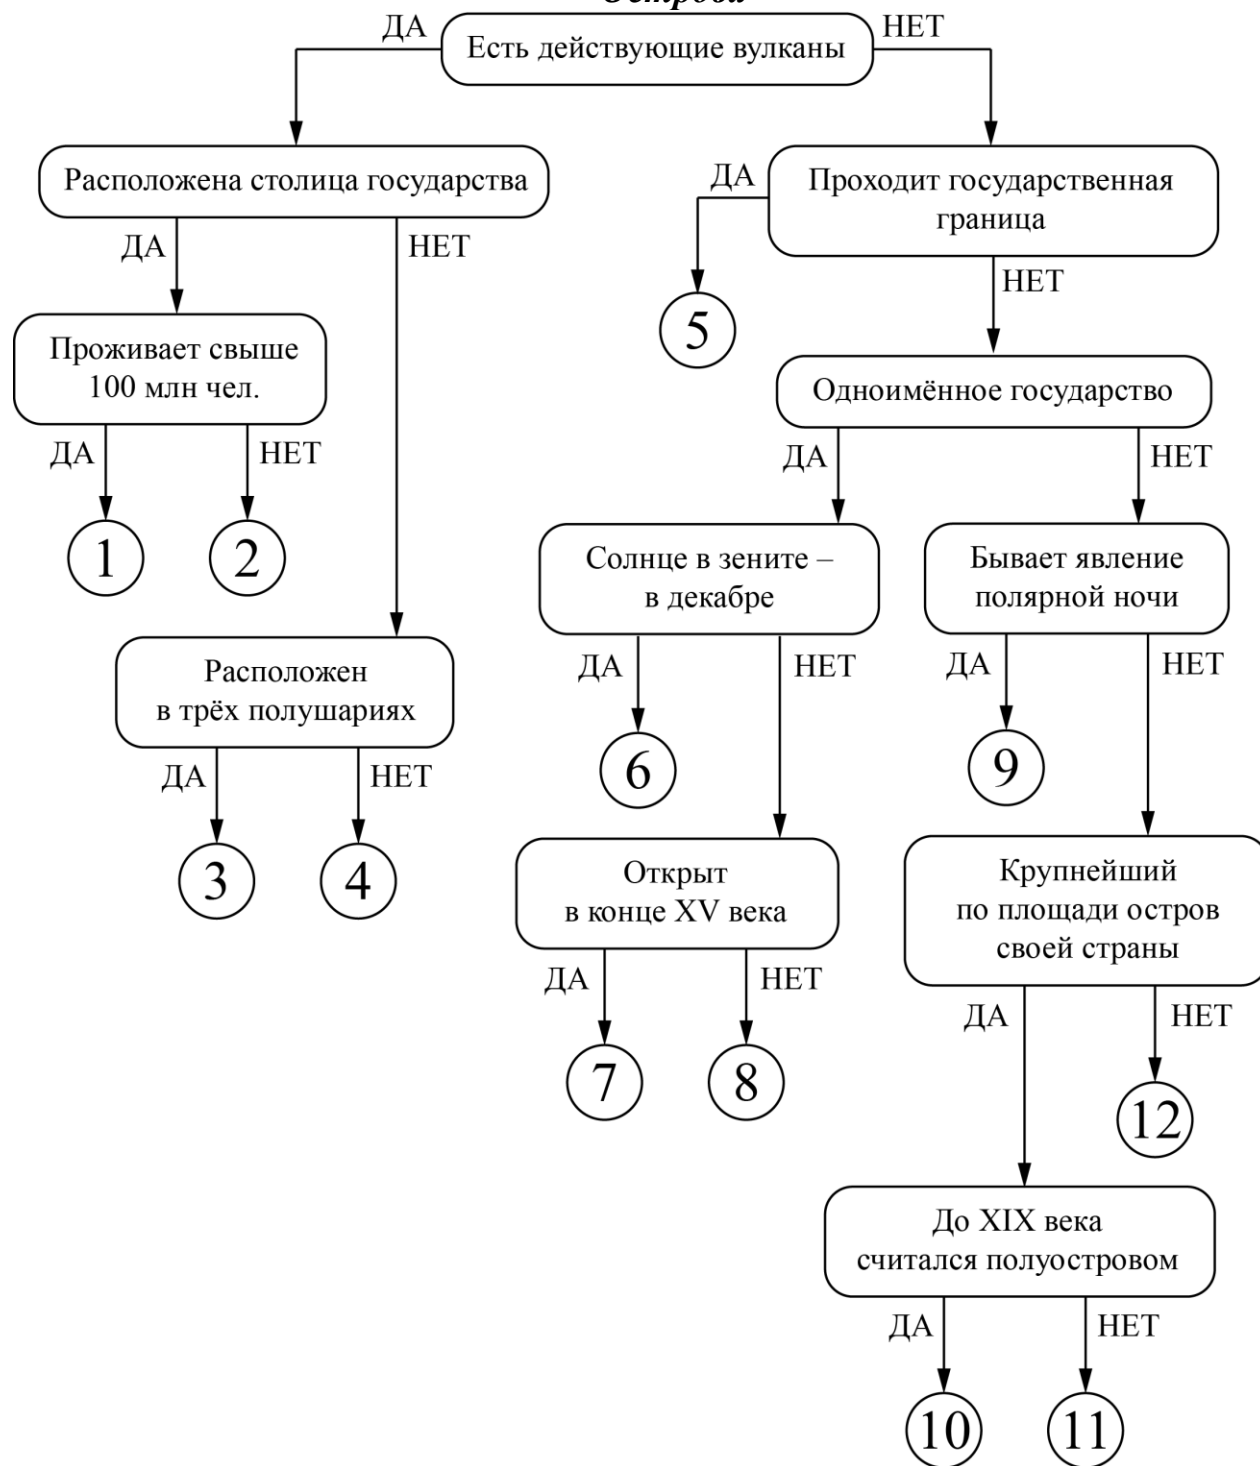 Острова
ДА
НЕТ
Есть действующие вулканы
Расположена столица государства
ДА
Проходит государственная
граница
ДА
НЕТ
НЕТ
Проживает свыше
100 млн чел.
5
Одноимённое государство
ДА
НЕТ
ДА
НЕТ
1
2
Солнце в зените –
в декабре
Бывает явление
полярной ночи
Расположен
в трёх полушариях
ДА
НЕТ
ДА
НЕТ
ДА
НЕТ
6
9
3
4
Открыт
в конце XV века
Крупнейший
по площади остров
своей страны
ДА
НЕТ
ДА
НЕТ
7
8
12
До XIX века
считался полуостровом
ДА
НЕТ
10
11